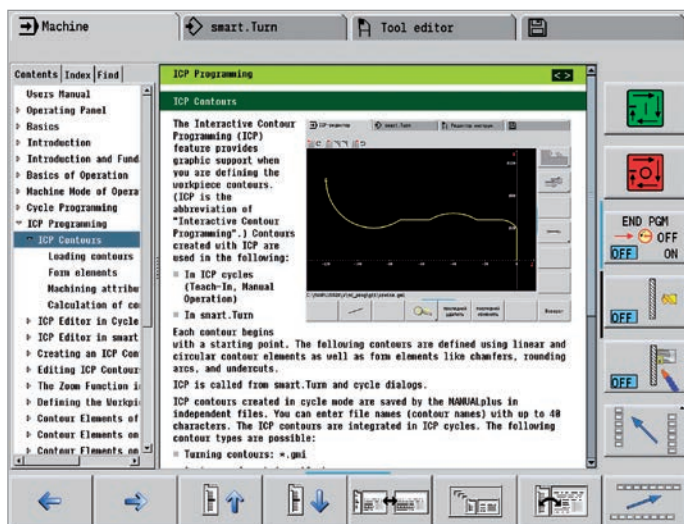 Machine
smart.Turn
Tool editor
Contents Index Find
Users Manual
Operating Panel
Basics
Introduction
Introduction and Fund
Basics of Operation
Machine Mode of Opera
Cycle Programming
ICP Programming
ICP Contours
Loading contours
Form elements
Machining attribu
Calculation of co
ICP Editor in Cycle
ICP Editor in smart
Creating an ICP Con
Editing ICP Contour
The Zoom Function i
Defining the Workpi
Contour Elements of
Contour Elements on
Contour Elements on
ICP Programming
< >
ICP Contours
The Interactive Contour
Programming (ICP)
feature provides
graphic support when
you are defining the
workpiece contours.
(ICP is the
abbreviation of
"Interactive Contour
Programming".) Contours
created with ICP are
used in the following:
In ICP cycles
(Teach-In, Manual
Operation)
In smart.Turn
smart.Turn
Each contour begins
with a starting point. The following contours are defined using linear and
circular contour elements as well as form elements like chamfers, rounding
arcs, and undercuts.
ICP is called from smart.Turn and cycle dialogs.
ICP contours created in cycle mode are saved by the MANUALplus in
independent files. You can enter file names (contour names) with up to 40
characters. The ICP contours are integrated in ICP cycles. The following
contour types are possible:
Turning contours: *.gmi
END PGM
OFF
OFF ON
OFF
OFF